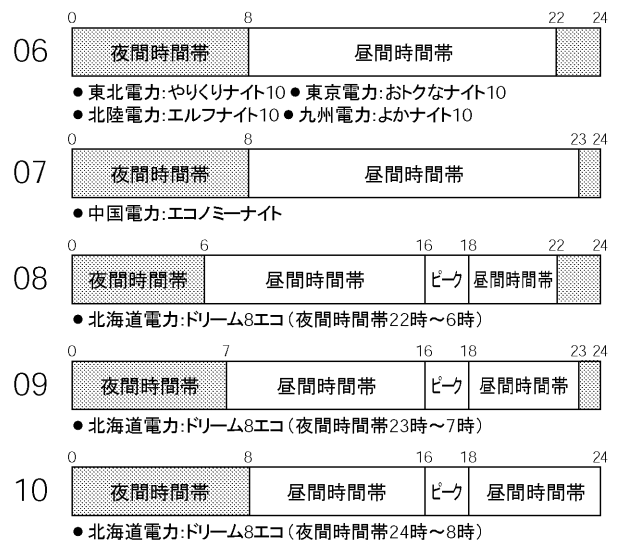 0 8 22 24
06 夜間時間帯 昼間時間帯
● 東北電力:やりくりナイト10 ● 東京電力:おトクなナイト10
● 北陸電力:エルフナイト10 ● 九州電力:よかナイト10
0 8 23 24
07 夜間時間帯 昼間時間帯
● 中国電力:エコノミーナイト
0 6 16 18 22 24
08 夜間時間帯 昼間時間帯 ピーク 昼間時間帯
● 北海道電力:ドリーム8エコ(夜間時間帯22時～6時)
0 7 16 18 23 24
09 夜間時間帯 昼間時間帯 ピーク 昼間時間帯
● 北海道電力:ドリーム8エコ(夜間時間帯23時～7時)
0 8 16 18 24
10 夜間時間帯 昼間時間帯 ピーク 昼間時間帯
● 北海道電力:ドリーム8エコ(夜間時間帯24時～8時)